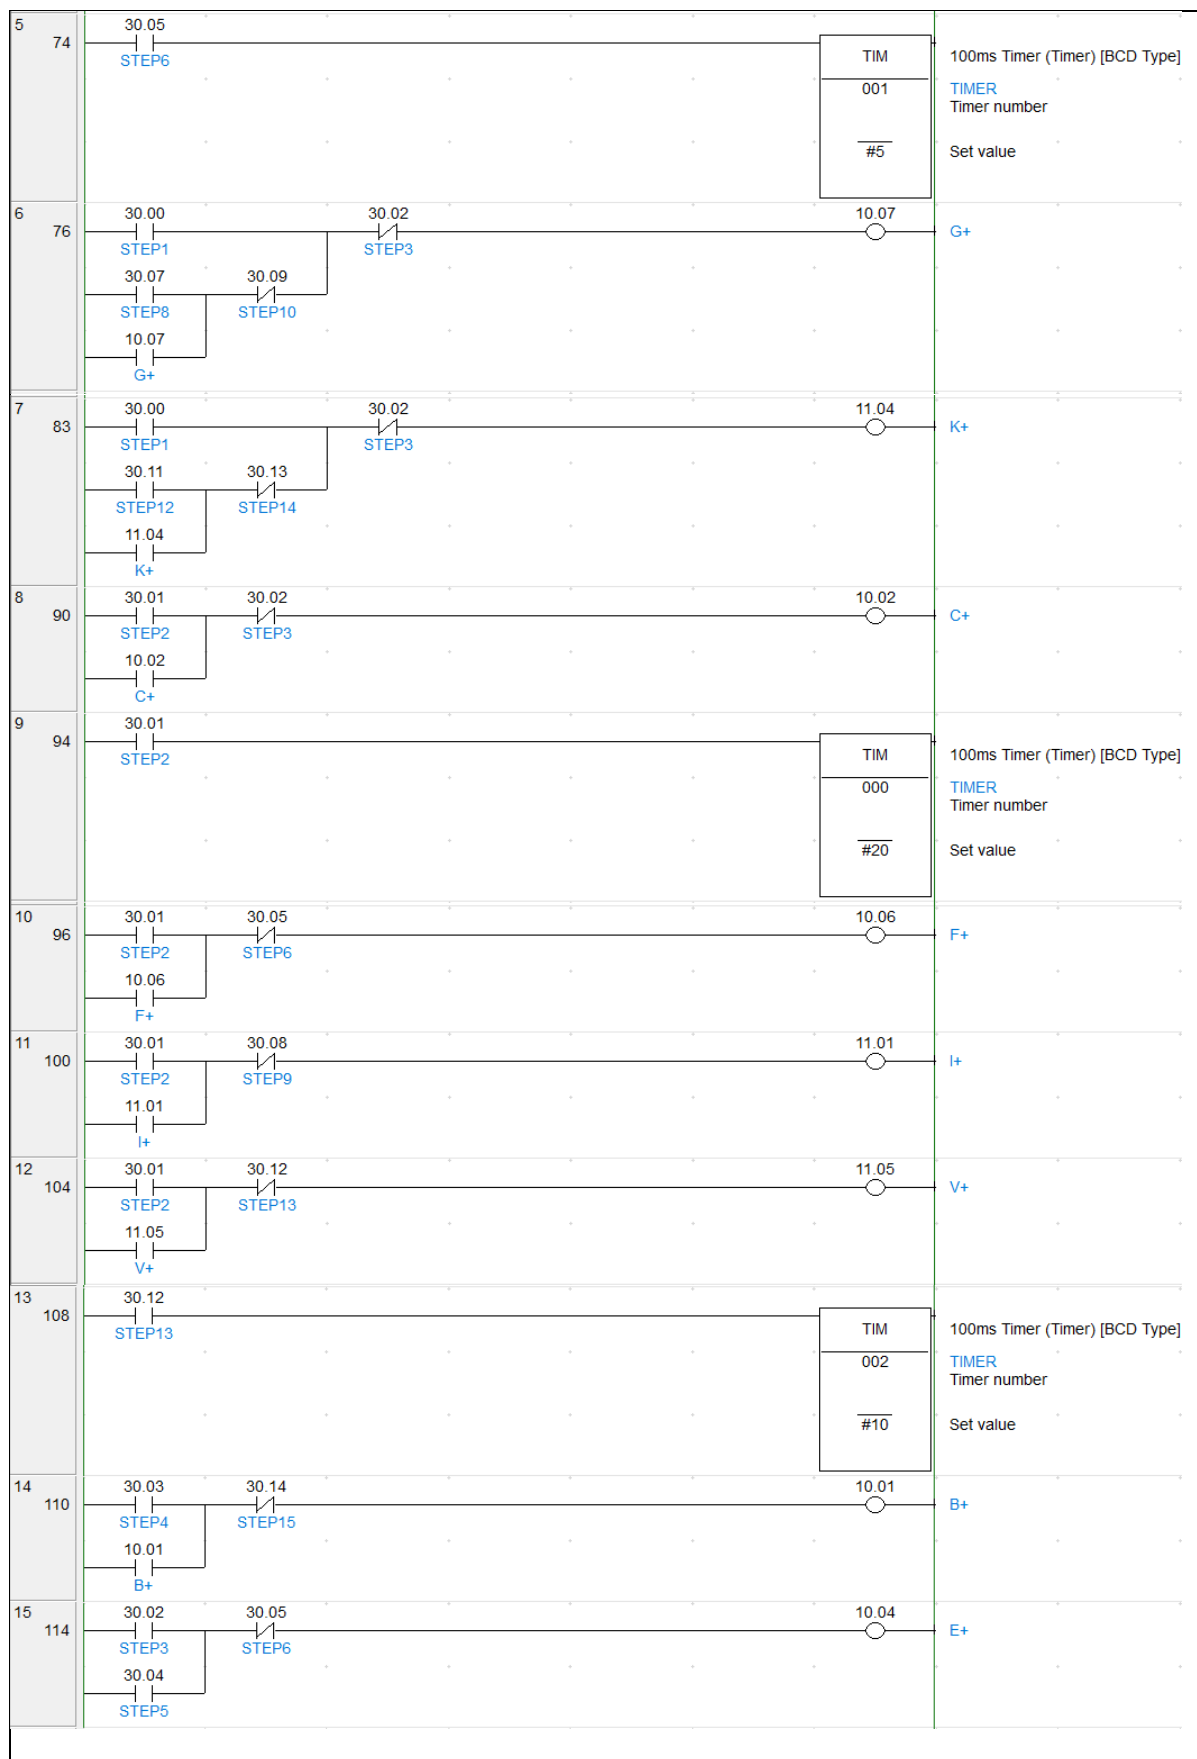 5 30.05
74
STEP6
TIM 100ms Timer (Timer) [BCD Type]
001 TIMER
Timer number
#5 Set value
6 30.00 30.02 10.07
76 G+
STEP1 STEP3
30.07 30.09
STEP8 STEP10
10.07
G+
7 30.00 30.02 11.04
83 K+
STEP1 STEP3
30.11 30.13
STEP12 STEP14
11.04
K+
8 30.01 30.02 10.02
90 C+
STEP2 STEP3
10.02
C+
9 30.01
94
STEP2
TIM 100ms Timer (Timer) [BCD Type]
000 TIMER
Timer number
#20 Set value
10 30.01 30.05 10.06
96 F+
STEP2 STEP6
10.06
F+
11 30.01 30.08 11.01
100 I+
STEP2 STEP9
11.01
I+
12 30.01 30.12 11.05
104 V+
STEP2 STEP13
11.05
V+
13 30.12
108
STEP13
TIM 100ms Timer (Timer) [BCD Type]
002 TIMER
Timer number
#10 Set value
14 30.03 30.14 10.01
110 B+
STEP4 STEP15
10.01
B+
15 30.02 30.05 10.04
114 E+
STEP3 STEP6
30.04
STEP5